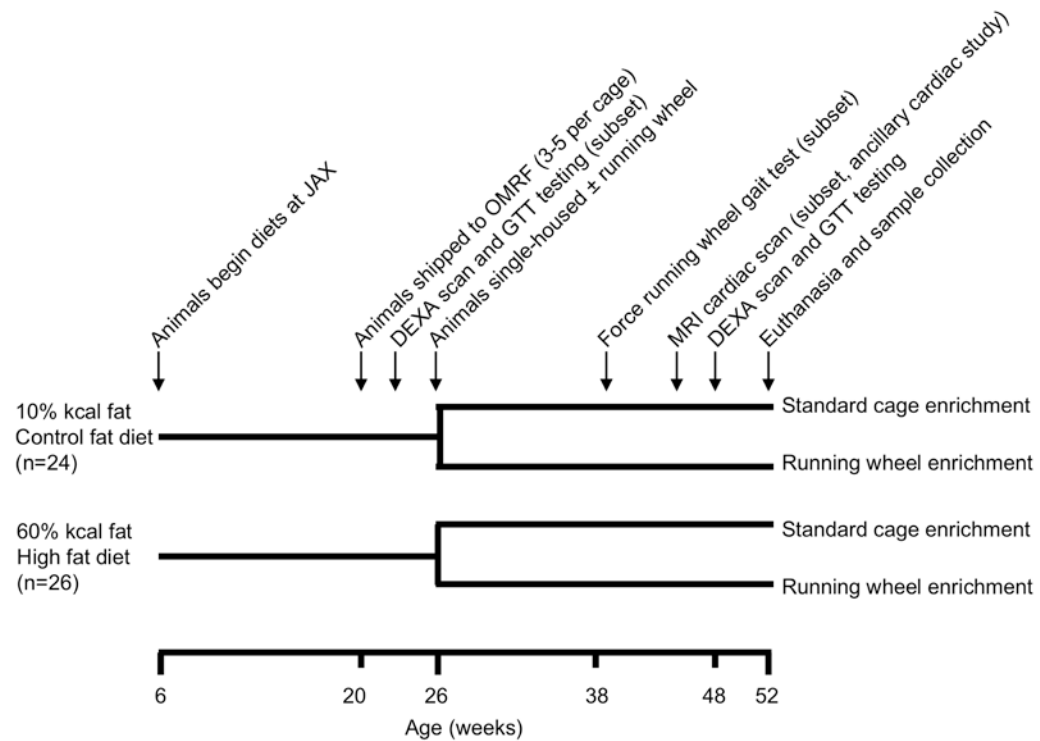 Animals begin diets at JAX
Animals shipped to OMRF (3-5 per cage)
DEXA scan and GTT testing (subset)
Animals single-housed ± running wheel
Force running wheel gait test (subset)
MRI cardiac scan (subset, ancillary cardiac study)
DEXA scan and GTT testing
Euthanasia and sample collection
10% kcal fat
Control fat diet
(n=24)
Standard cage enrichment
Running wheel enrichment
60% kcal fat
High fat diet
(n=26)
Standard cage enrichment
Running wheel enrichment
6 20 26 38 48 52
Age (weeks)